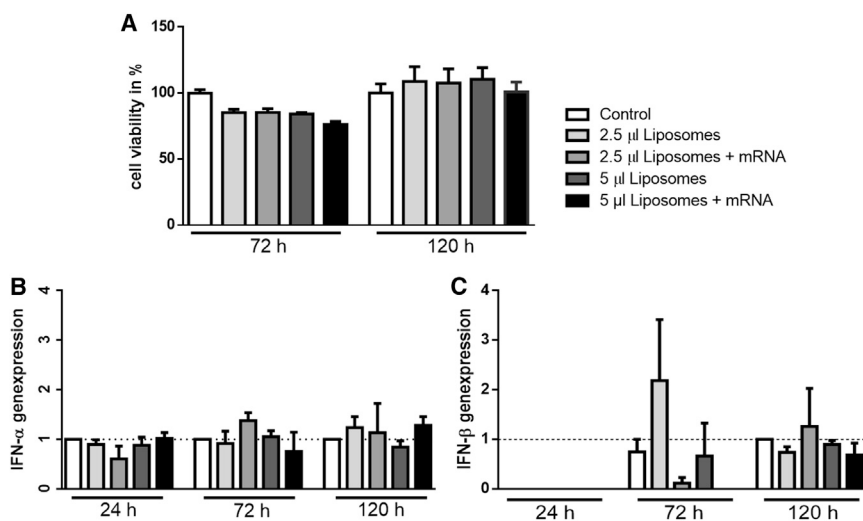 A
cell viability in %
150
100
50
0
72 h
120 h
Control
2.5 µl Liposomes
2.5 µl Liposomes + mRNA
5 µl Liposomes
5 µl Liposomes + mRNA
B
IFN-α genexpression
4
3
2
1
0
24 h
72 h
120 h
C
IFN-β genexpression
4
3
2
1
0
24 h
72 h
120 h